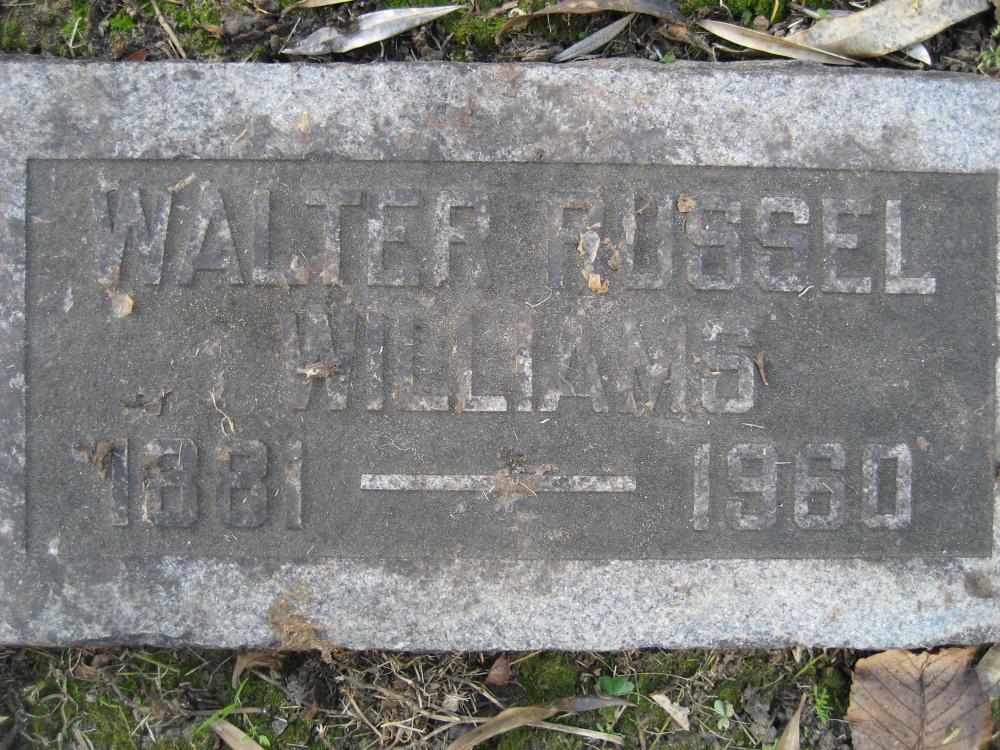 WALTER RUSSEL
WILLIAMS
1881 — 1960